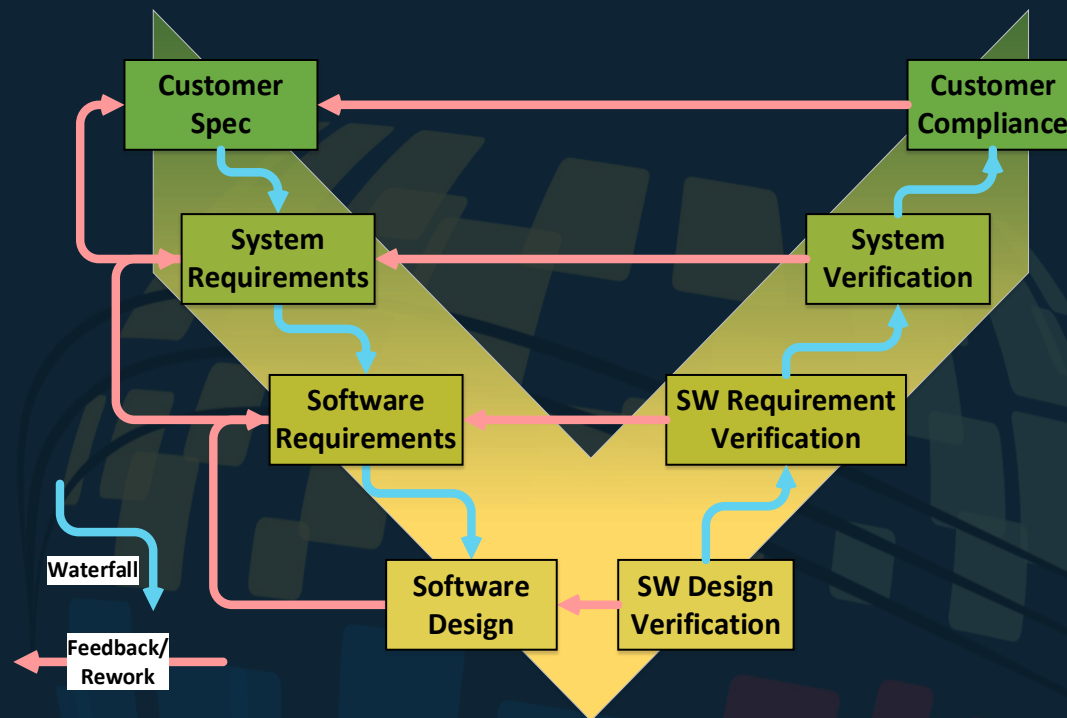 Customer
Spec
Customer
Compliance
System
Requirements
System
Verification
Software
Requirements
SW Requirement
Verification
Waterfall
Software
Design
SW Design
Verification
Feedback/
Rework